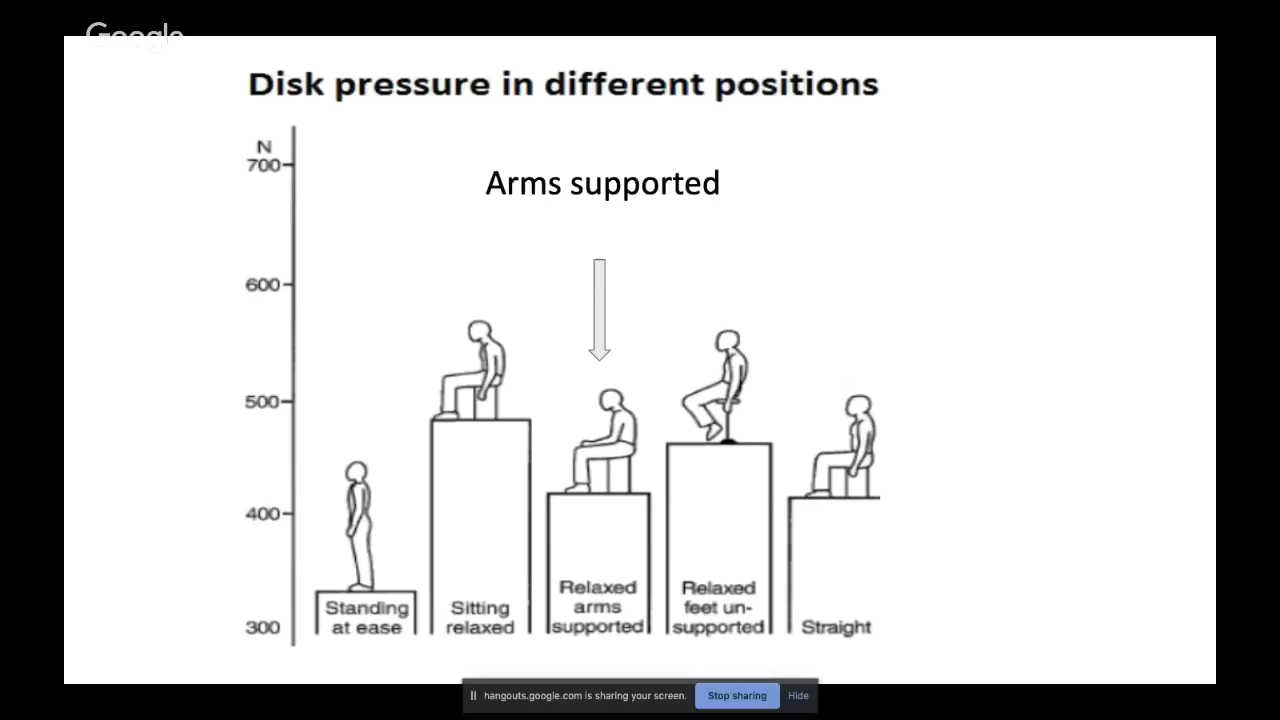 Google
Disk pressure in different positions
N
700
Arms supported
600
500
400
300
Standing
at ease
Sitting
relaxed
Relaxed
arms
supported
Relaxed
feet un-
supported
Straight
hangouts.google.com is sharing your screen.
Stop sharing
Hide